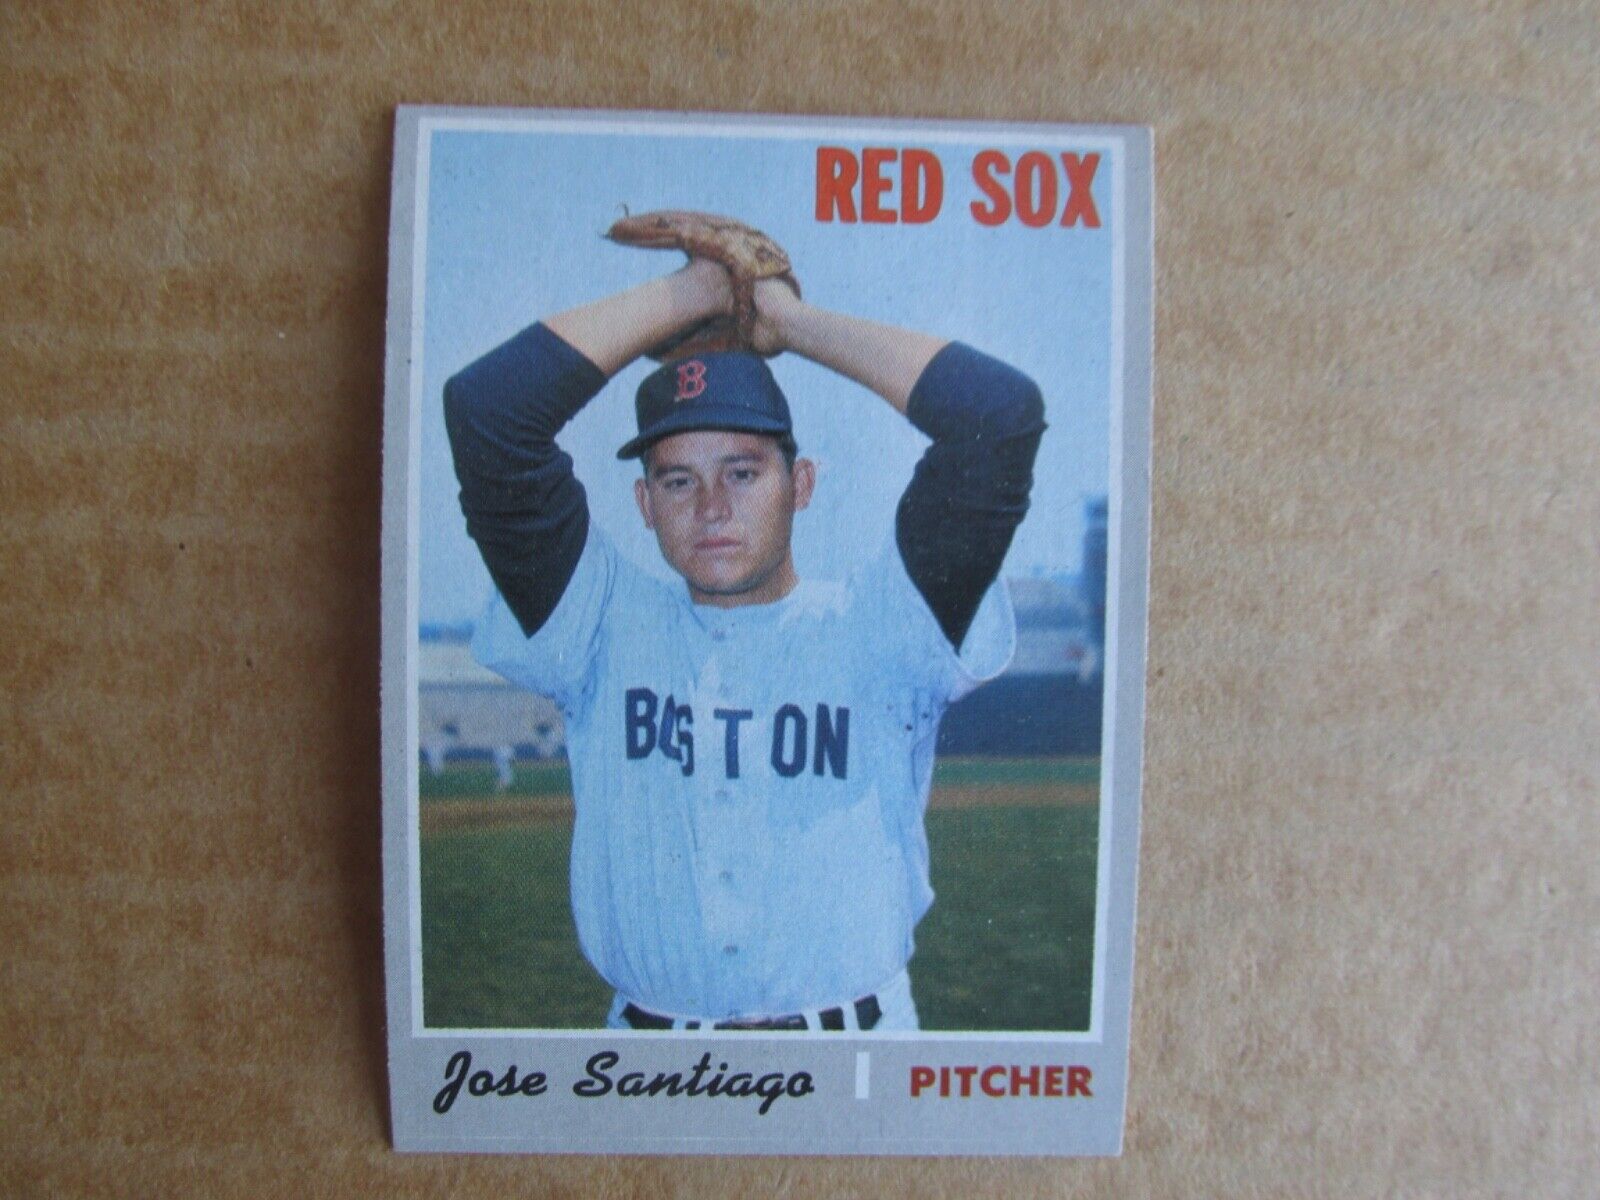 RED SOX
B
BOSTON
Jose Santiago | PITCHER